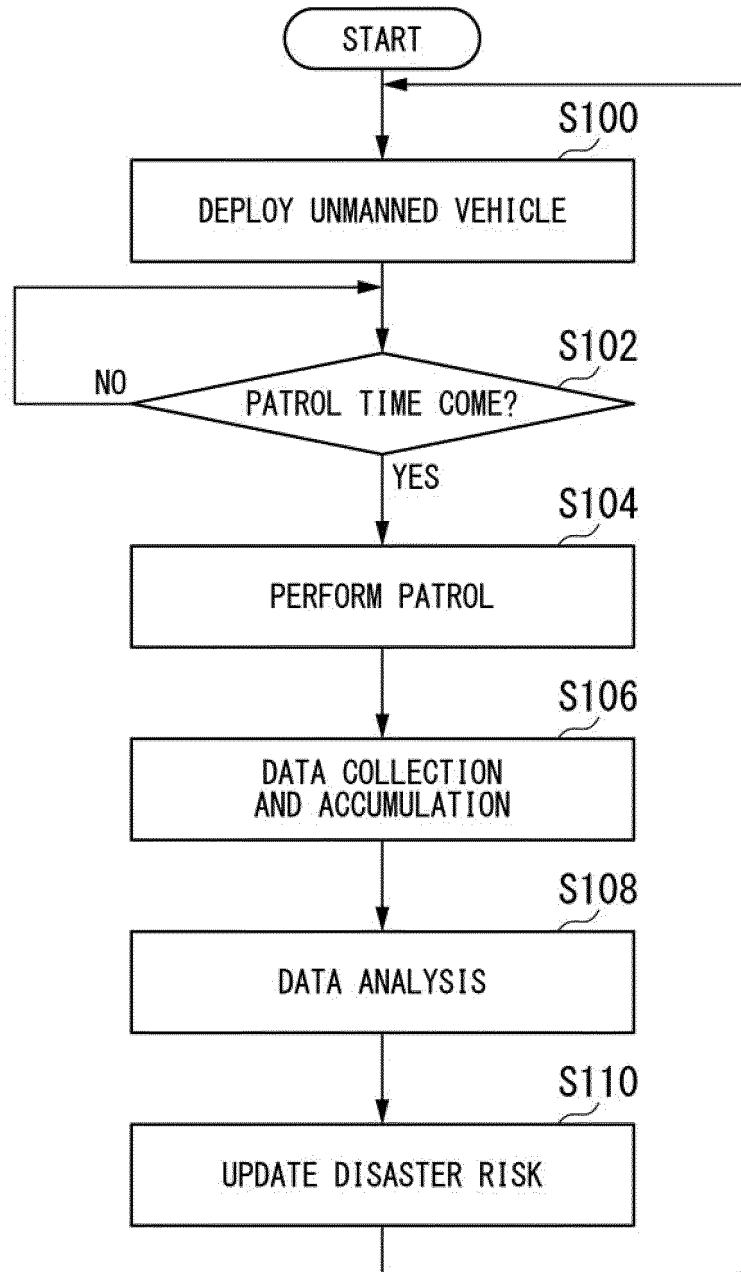 START
S100
DEPLOY UNMANNED VEHICLE
S102
NO
PATROL TIME COME?
YES
S104
PERFORM PATROL
S106
DATA COLLECTION
AND ACCUMULATION
S108
DATA ANALYSIS
S110
UPDATE DISASTER RISK